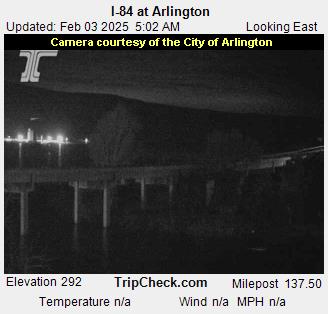 I-84 at Arlington
Updated: Feb 03 2025 5:02 AM Looking East
Camera courtesy of the City of Arlington
Elevation 292 TripCheck.com Milepost 137.50
Temperature n/a Wind n/a MPH n/a